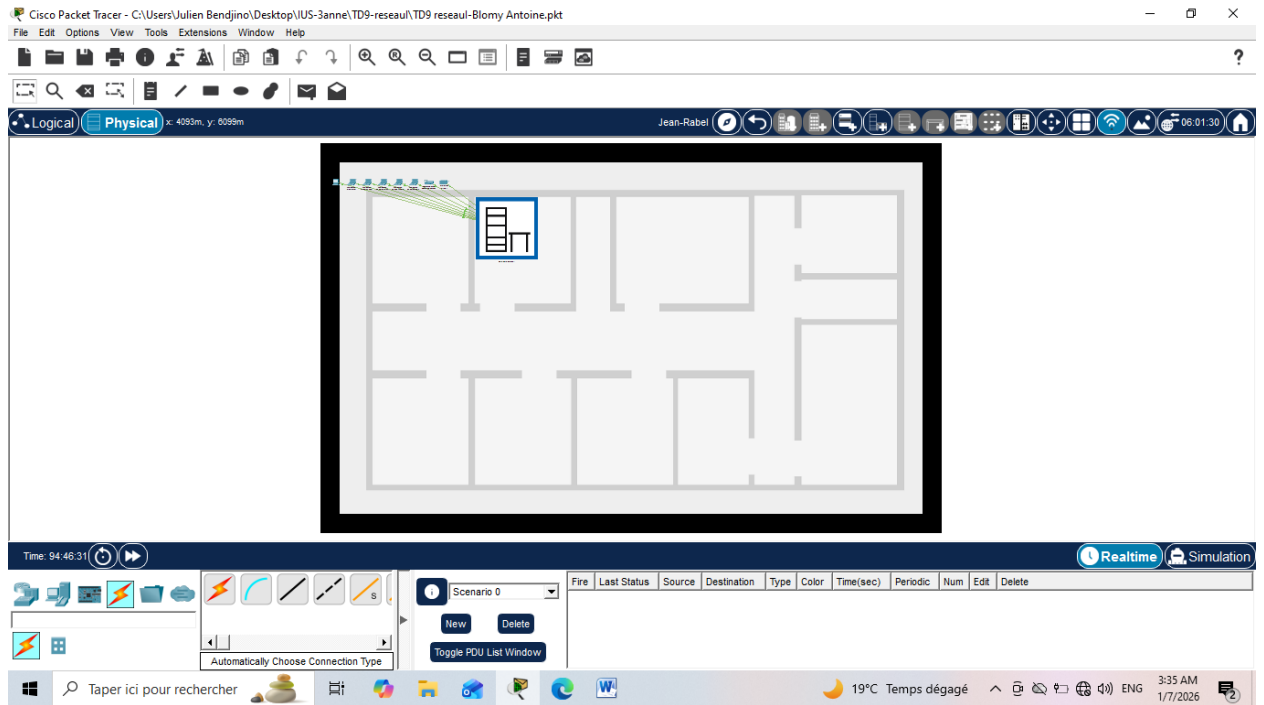 Cisco Packet Tracer - C:\Users\Julien Bendjino\Desktop\IUS-3anne\TD9-reseaul\TD9 reseaul-Blomy Antoine.pkt
File Edit Options View Tools Extensions Window Help
?
Logical Physical x: 4093m, y: 6099m Jean-Rabel 06:01:30
Time: 94:46:31 Realtime Simulation
Scenario 0 Fire Last Status Source Destination Type Color Time(sec) Periodic Num Edit Delete
New Delete
Toggle PDU List Window
Automatically Choose Connection Type
Taper ici pour rechercher 19°C Temps dégagé ENG 3:35 AM
1/7/2026 2